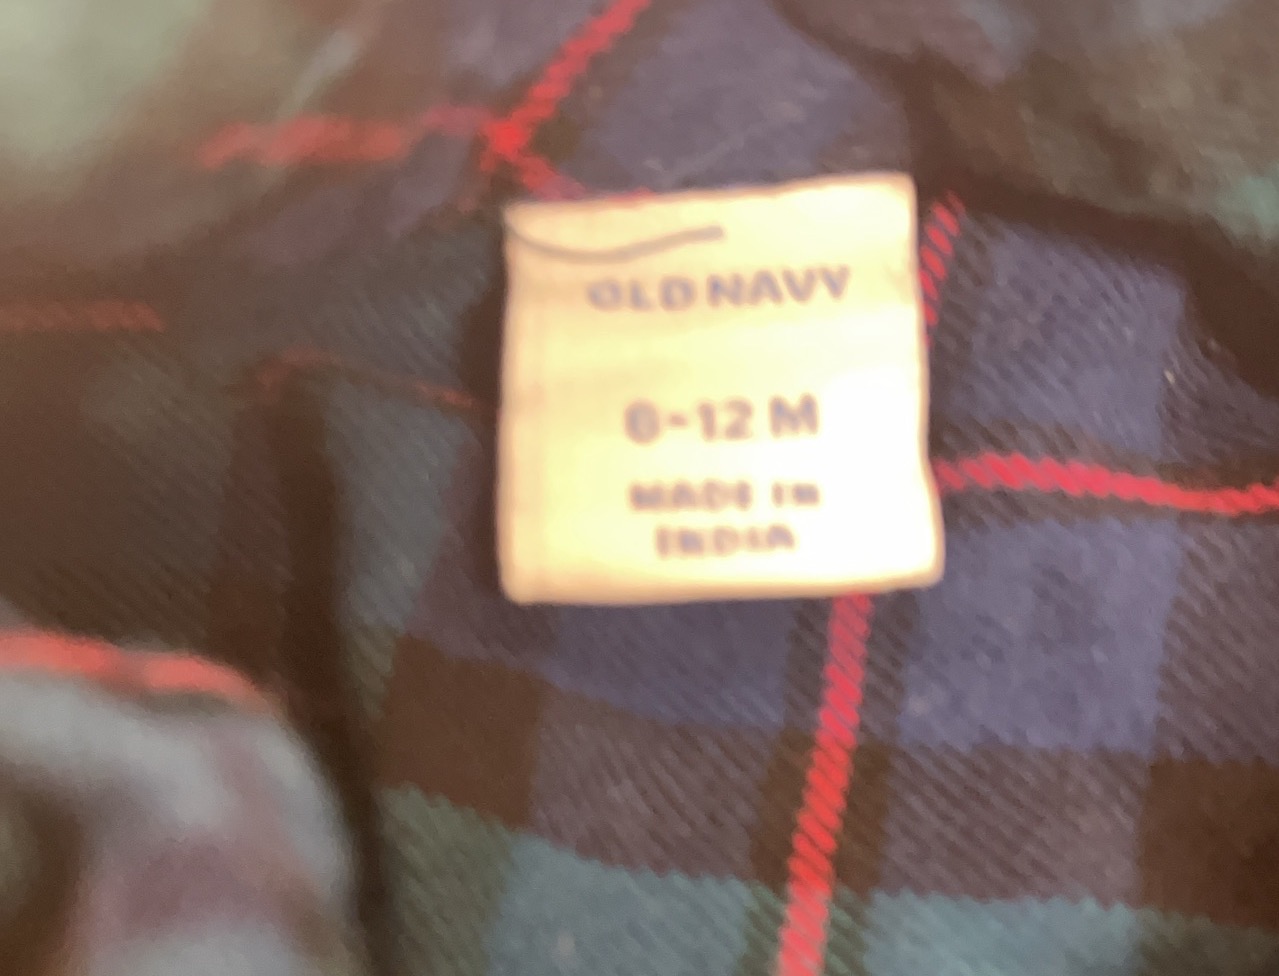 OLD NAVY
6-12 M
MADE IN
INDIA